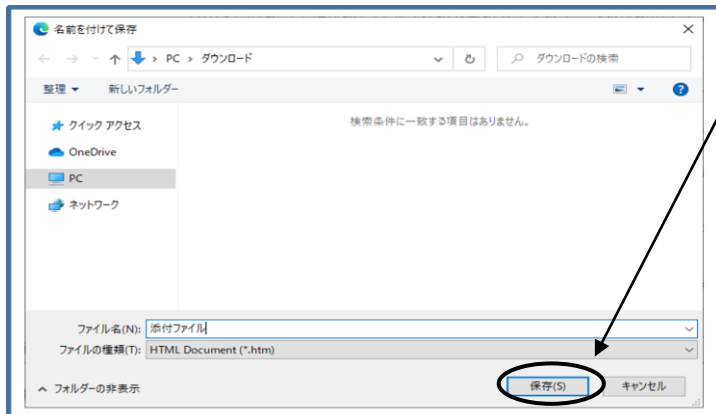 名前を付けて保存
PC › ダウンロード
ダウンロードの検索
整理 新しいフォルダー
検索条件に一致する項目はありません。
クイック アクセス
OneDrive
PC
ネットワーク
ファイル名(N): 添付ファイル
ファイルの種類(T): HTML Document (*.htm)
フォルダーの非表示
保存(S) キャンセル